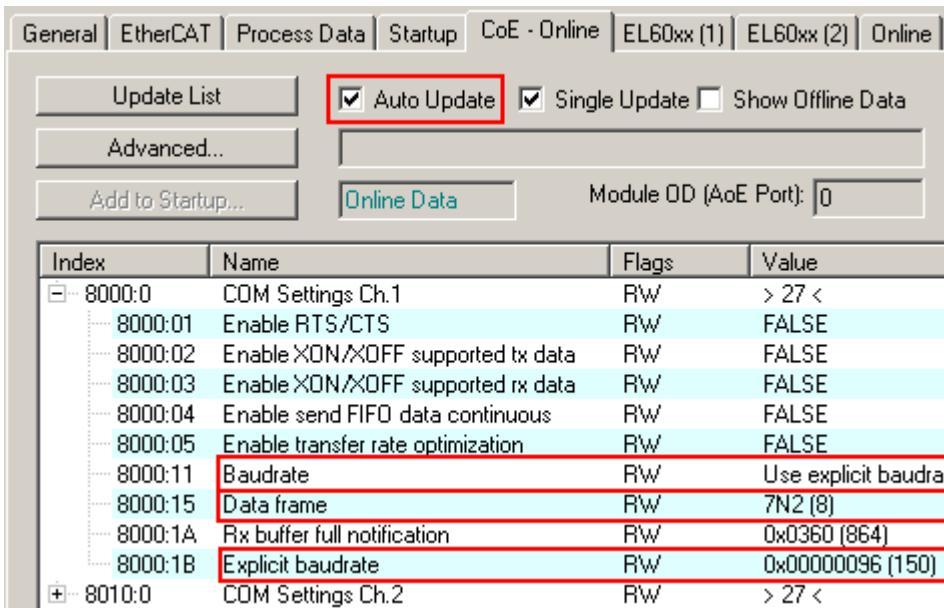 General EtherCAT Process Data Startup CoE - Online EL60xx (1) EL60xx (2) Online
Update List Auto Update Single Update Show Offline Data
Advanced...
Add to Startup... Online Data Module OD (AoE Port): 0
Index Name Flags Value
8000:0 COM Settings Ch.1 RW > 27 <
8000:01 Enable RTS/CTS RW FALSE
8000:02 Enable XON/XOFF supported tx data RW FALSE
8000:03 Enable XON/XOFF supported rx data RW FALSE
8000:04 Enable send FIFO data continuous RW FALSE
8000:05 Enable transfer rate optimization RW FALSE
8000:11 Baudrate RW Use explicit baudra
8000:15 Data frame RW 7N2 (8)
8000:1A Rx buffer full notification RW 0x0360 (864)
8000:1B Explicit baudrate RW 0x00000096 (150)
8010:0 COM Settings Ch.2 RW > 27 <